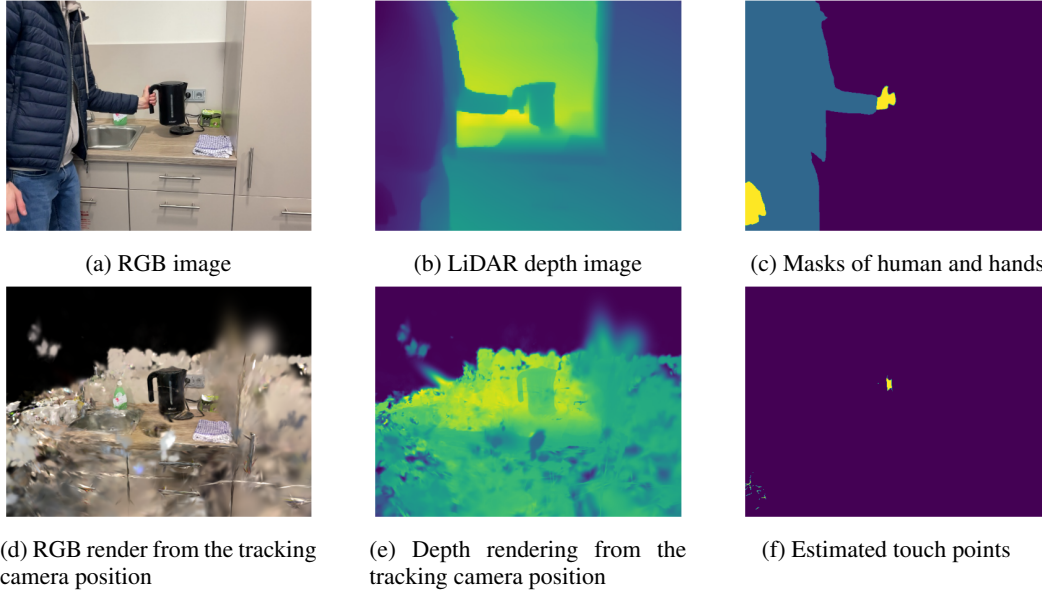 (a) RGB image
(b) LiDAR depth image
(c) Masks of human and hands
(d) RGB render from the tracking
camera position
(e) Depth rendering from the
tracking camera position
(f) Estimated touch points